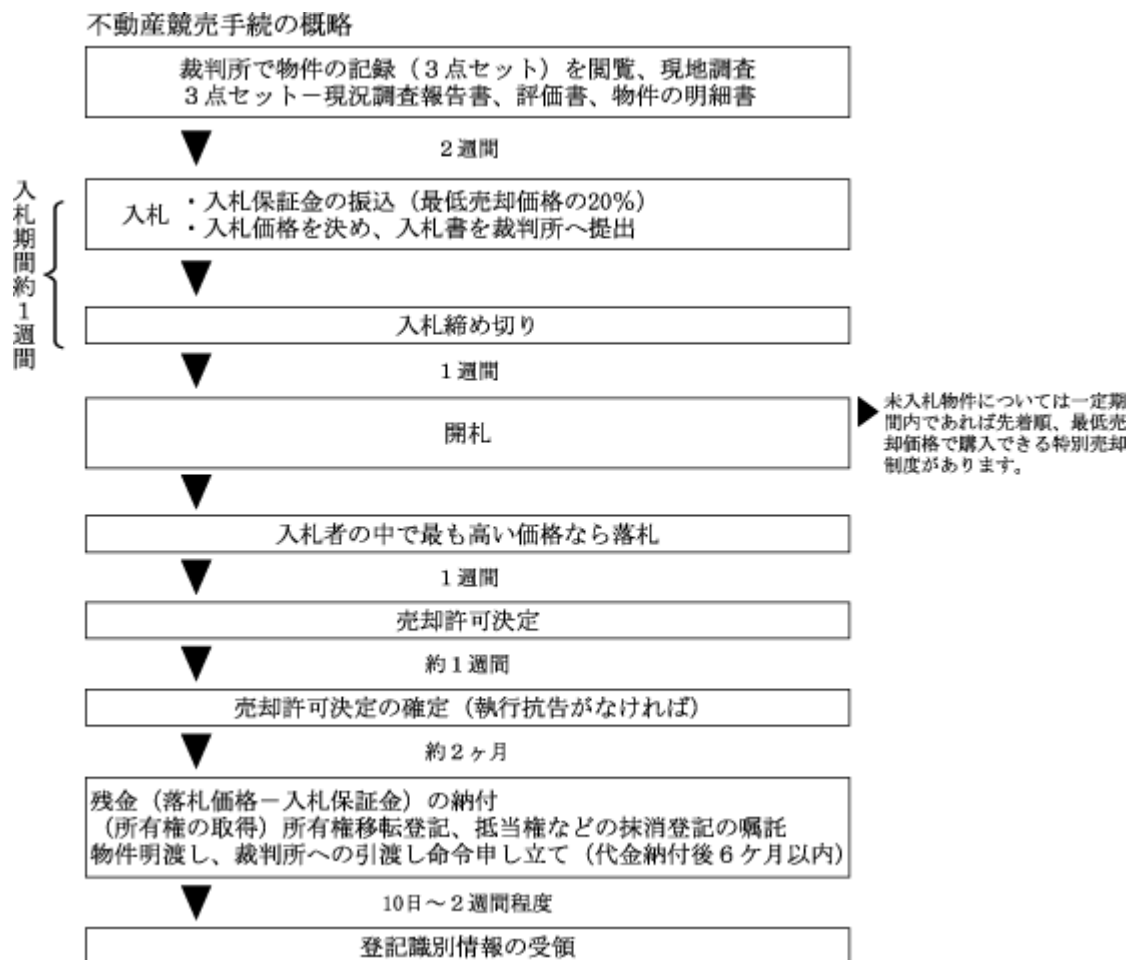 不動産競売手続の概略
裁判所で物件の記録(3点セット)を閲覧、現地調査
3点セット−現況調査報告書、評価書、物件の明細書
2週間
入札期間約1週間
入札
・入札保証金の振込(最低売却価格の20%)
・入札価格を決め、入札書を裁判所へ提出
入札締め切り
1週間
開札
未入札物件については一定期
間内であれば先着順、最低売
却価格で購入できる特別売却
制度があります。
入札者の中で最も高い価格なら落札
1週間
売却許可決定
約1週間
売却許可決定の確定(執行抗告がなければ)
約2ヶ月
残金(落札価格−入札保証金)の納付
(所有権の取得)所有権移転登記、抵当権などの抹消登記の嘱託
物件明渡し、裁判所への引渡し命令申し立て(代金納付後6ケ月以内)
10日〜2週間程度
登記識別情報の受領